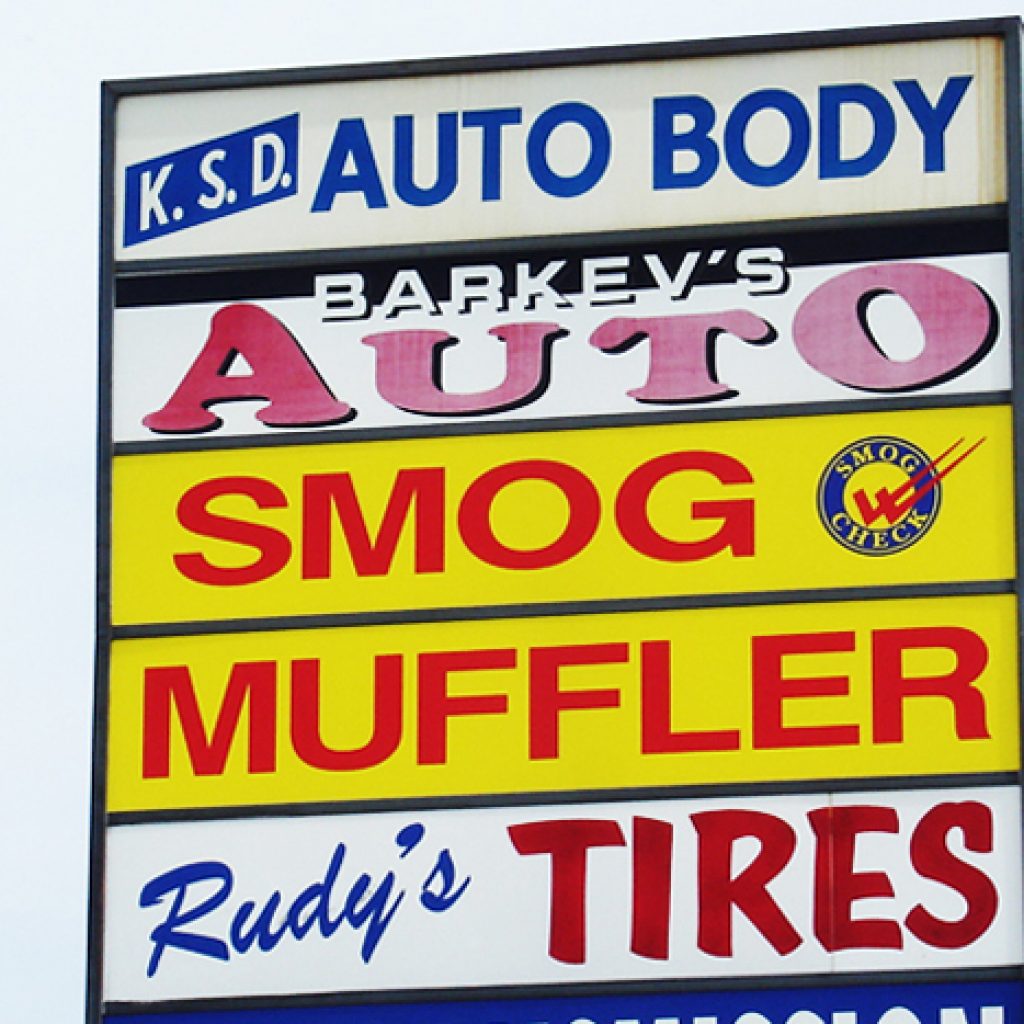 K. S. D. AUTO BODY
BARKEV'S
AUTO
SMOG
SMOG CHECK
MUFFLER
Rudy's TIRES